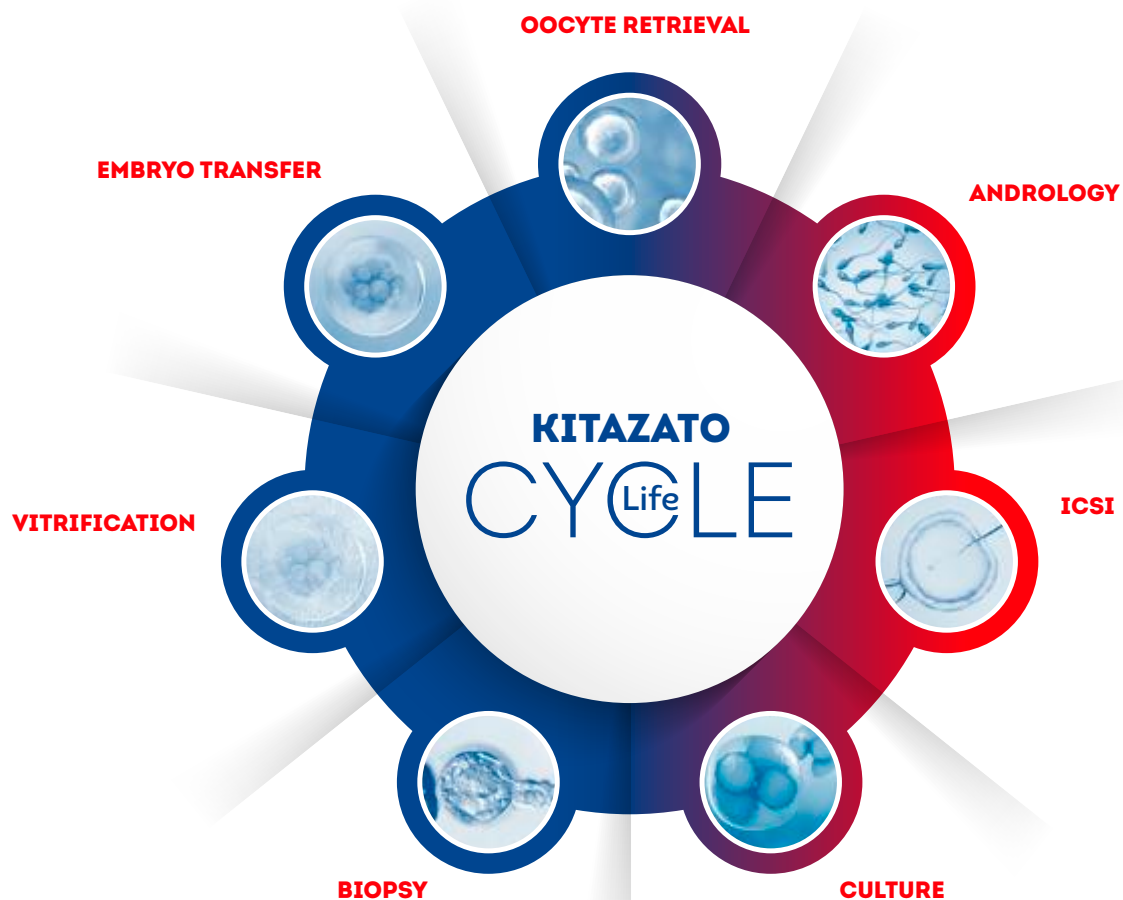 OOCYTE RETRIEVAL
EMBRYO TRANSFER
ANDROLOGY
KITAZATO
CYCLE
Life
VITRIFICATION
ICSI
BIOPSY
CULTURE